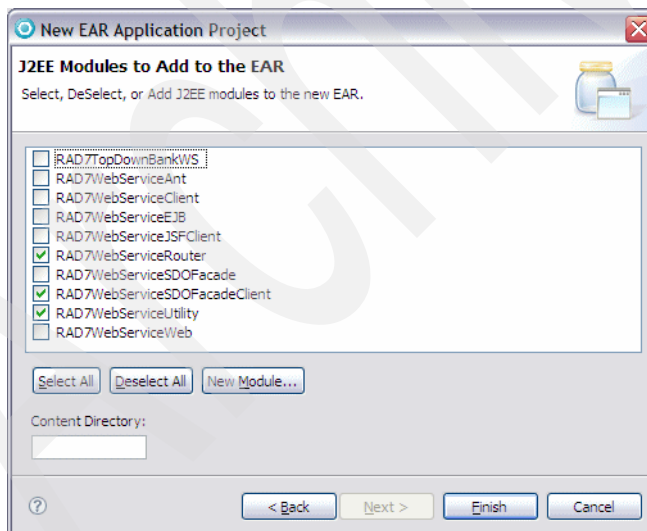 New EAR Application Project
J2EE Modules to Add to the EAR
Select, DeSelect, or Add J2EE modules to the new EAR.
RAD7TopDownBankWS
RAD7WebServiceAnt
RAD7WebServiceClient
RAD7WebServiceEJB
RAD7WebServiceJSFClient
RAD7WebServiceRouter
RAD7WebServiceSDOFacade
RAD7WebServiceSDOFacadeClient
RAD7WebServiceUtility
RAD7WebServiceWeb
Select All Deselect All New Module...
Content Directory:
< Back Next > Finish Cancel